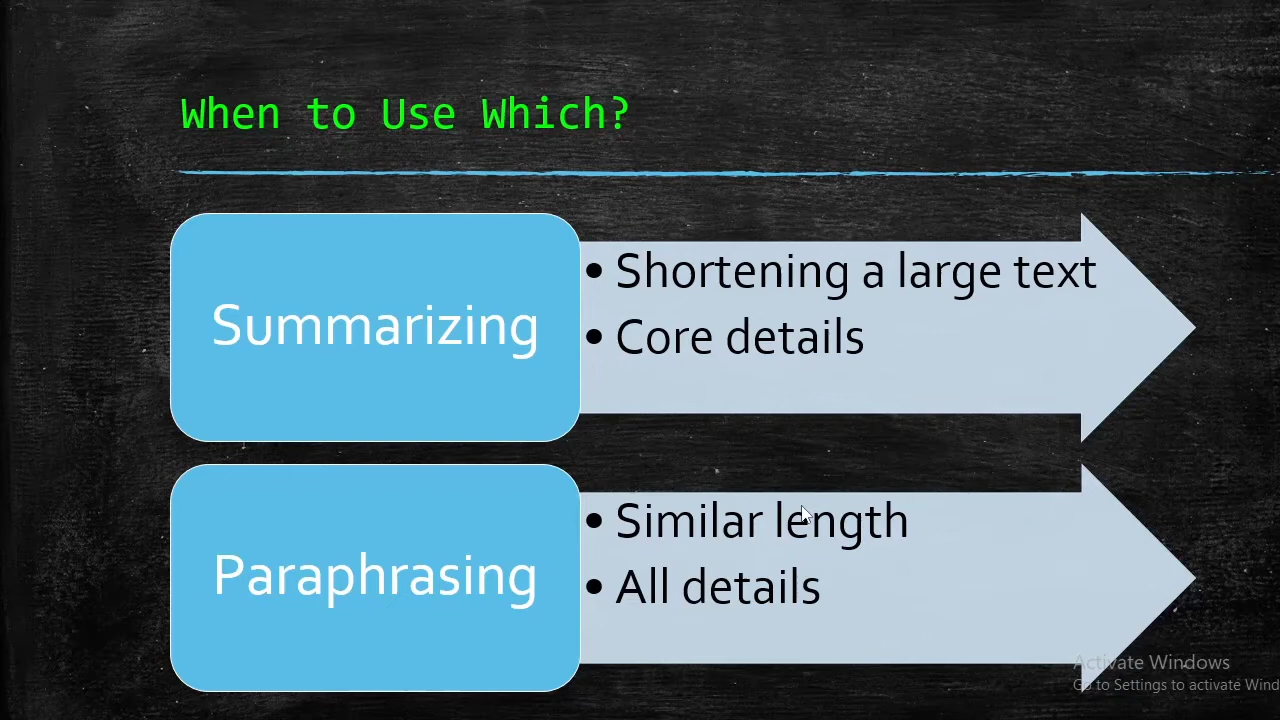 When to Use Which?
Summarizing
• Shortening a large text
• Core details
Paraphrasing
• Similar length
• All details
Activate Windows
Go to Settings to activate Wind